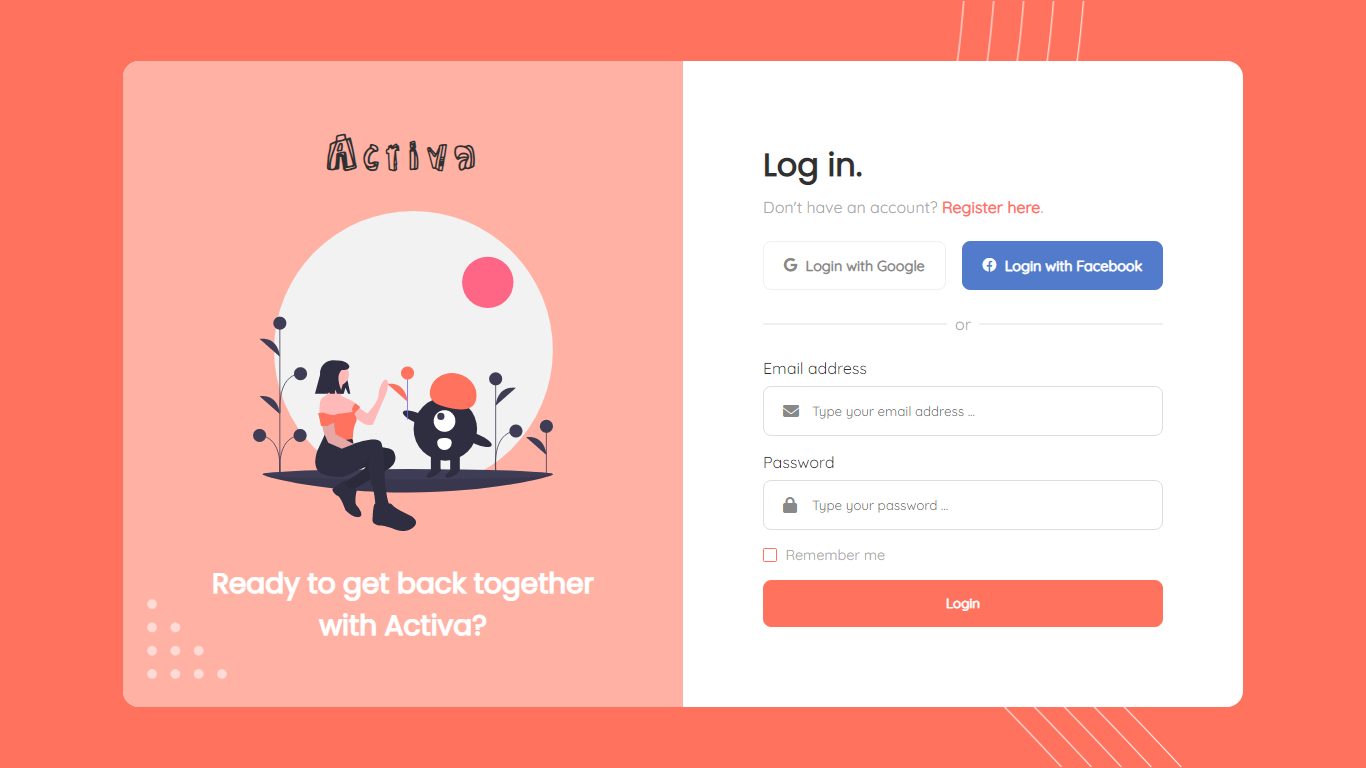 Activa
Ready to get back together
with Activa?
Log in.
Don't have an account? Register here.
Login with Google
Login with Facebook
or
Email address
Type your email address ...
Password
Type your password ...
Remember me
Login